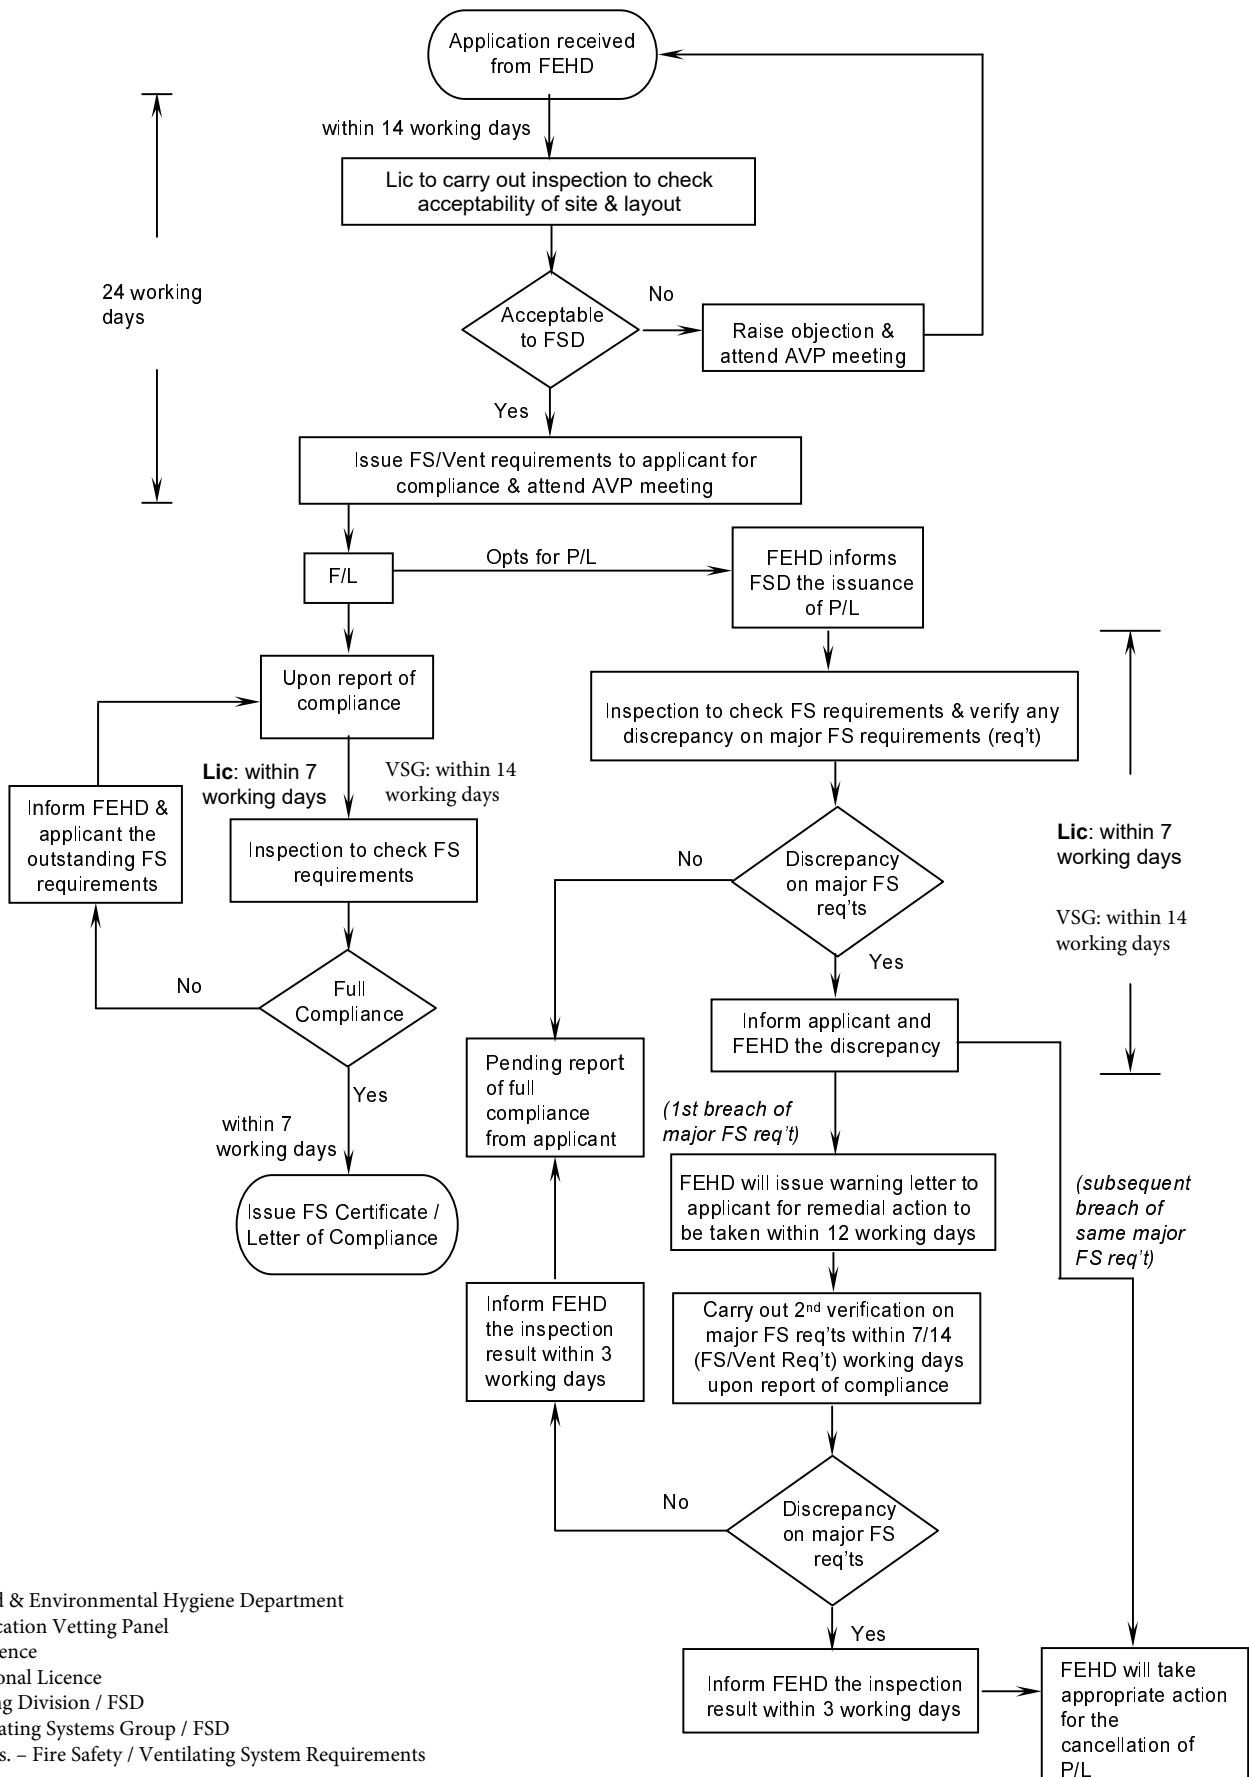 Application received
from FEHD
within 14 working days
Lic to carry out inspection to check
acceptability of site & layout
24 working
days
Acceptable
to FSD
No
Raise objection &
attend AVP meeting
Yes
Issue FS/Vent requirements to applicant for
compliance & attend AVP meeting
F/L
Opts for P/L
FEHD informs
FSD the issuance
of P/L
Upon report of
compliance
Inspection to check FS requirements & verify any
discrepancy on major FS requirements (req't)
Lic: within 7
working days
VSG: within 14
working days
Inform FEHD &
applicant the
outstanding FS
requirements
Inspection to check FS
requirements
No
Discrepancy
on major FS
req'ts
Lic: within 7
working days
VSG: within 14
working days
Yes
No
Full
Compliance
Inform applicant and
FEHD the discrepancy
Pending report
of full
compliance
from applicant
Yes
within 7
working days
(1st breach of
major FS req't)
FEHD will issue warning letter to
applicant for remedial action to
be taken within 12 working days
(subsequent
breach of
same major
FS req't)
Issue FS Certificate /
Letter of Compliance
Inform FEHD
the inspection
result within 3
working days
Carry out 2nd verification on
major FS req'ts within 7/14
(FS/Vent Req't) working days
upon report of compliance
No
Discrepancy
on major FS
req'ts
Yes
Inform FEHD the inspection
result within 3 working days
FEHD will take
appropriate action
for the
cancellation of
P/L
& Environmental Hygiene Department
Vetting Panel
Licence
/ FSD
Systems Group / FSD
– Fire Safety / Ventilating System Requirements